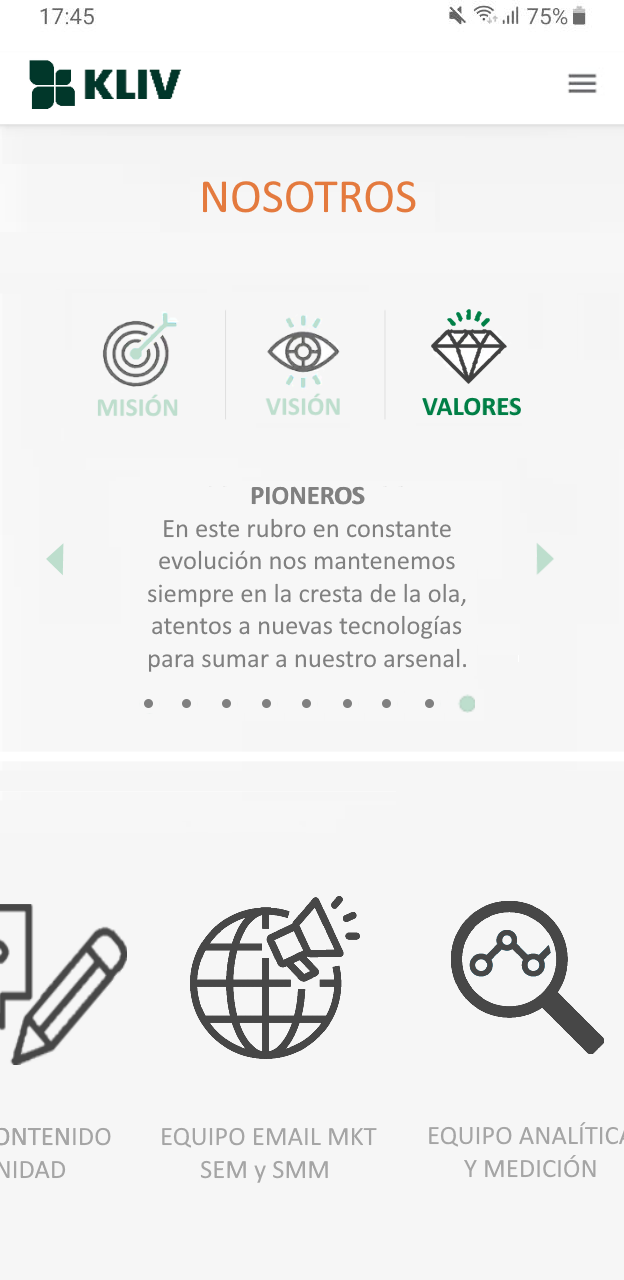 17:45
75%
KLIV
NOSOTROS
MISIÓN
VISIÓN
VALORES
PIONEROS
En este rubro en constante
evolución nos mantenemos
siempre en la cresta de la ola,
atentos a nuevas tecnologías
para sumar a nuestro arsenal.
ONTENIDO
NIDAD
EQUIPO EMAIL MKT
SEM y SMM
EQUIPO ANALÍTICA
Y MEDICIÓN